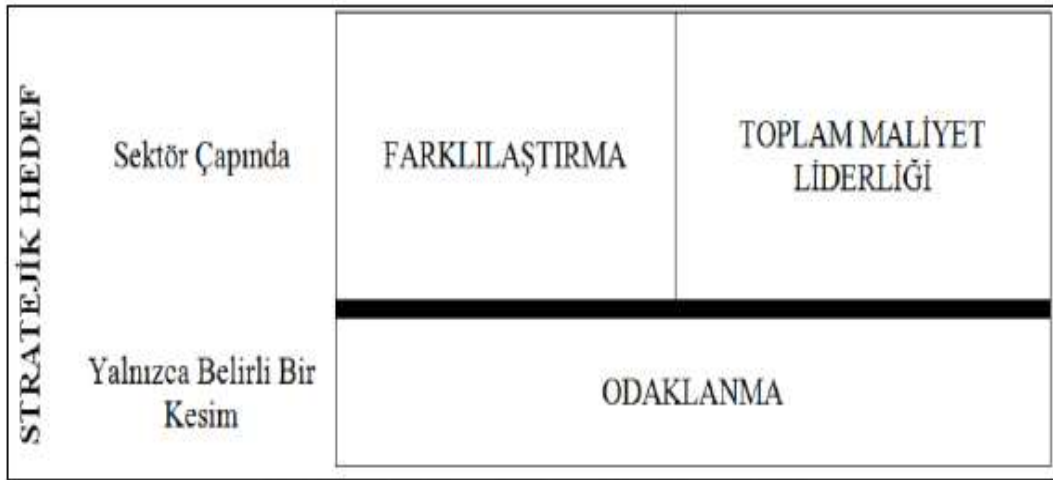 STRATEJİK HEDEF
Sektör Çapında
FARKLILAŞTIRMA
TOPLAM MALİYET
LİDERLİĞİ
Yalnızca Belirli Bir
Kesim
ODAKLANMA